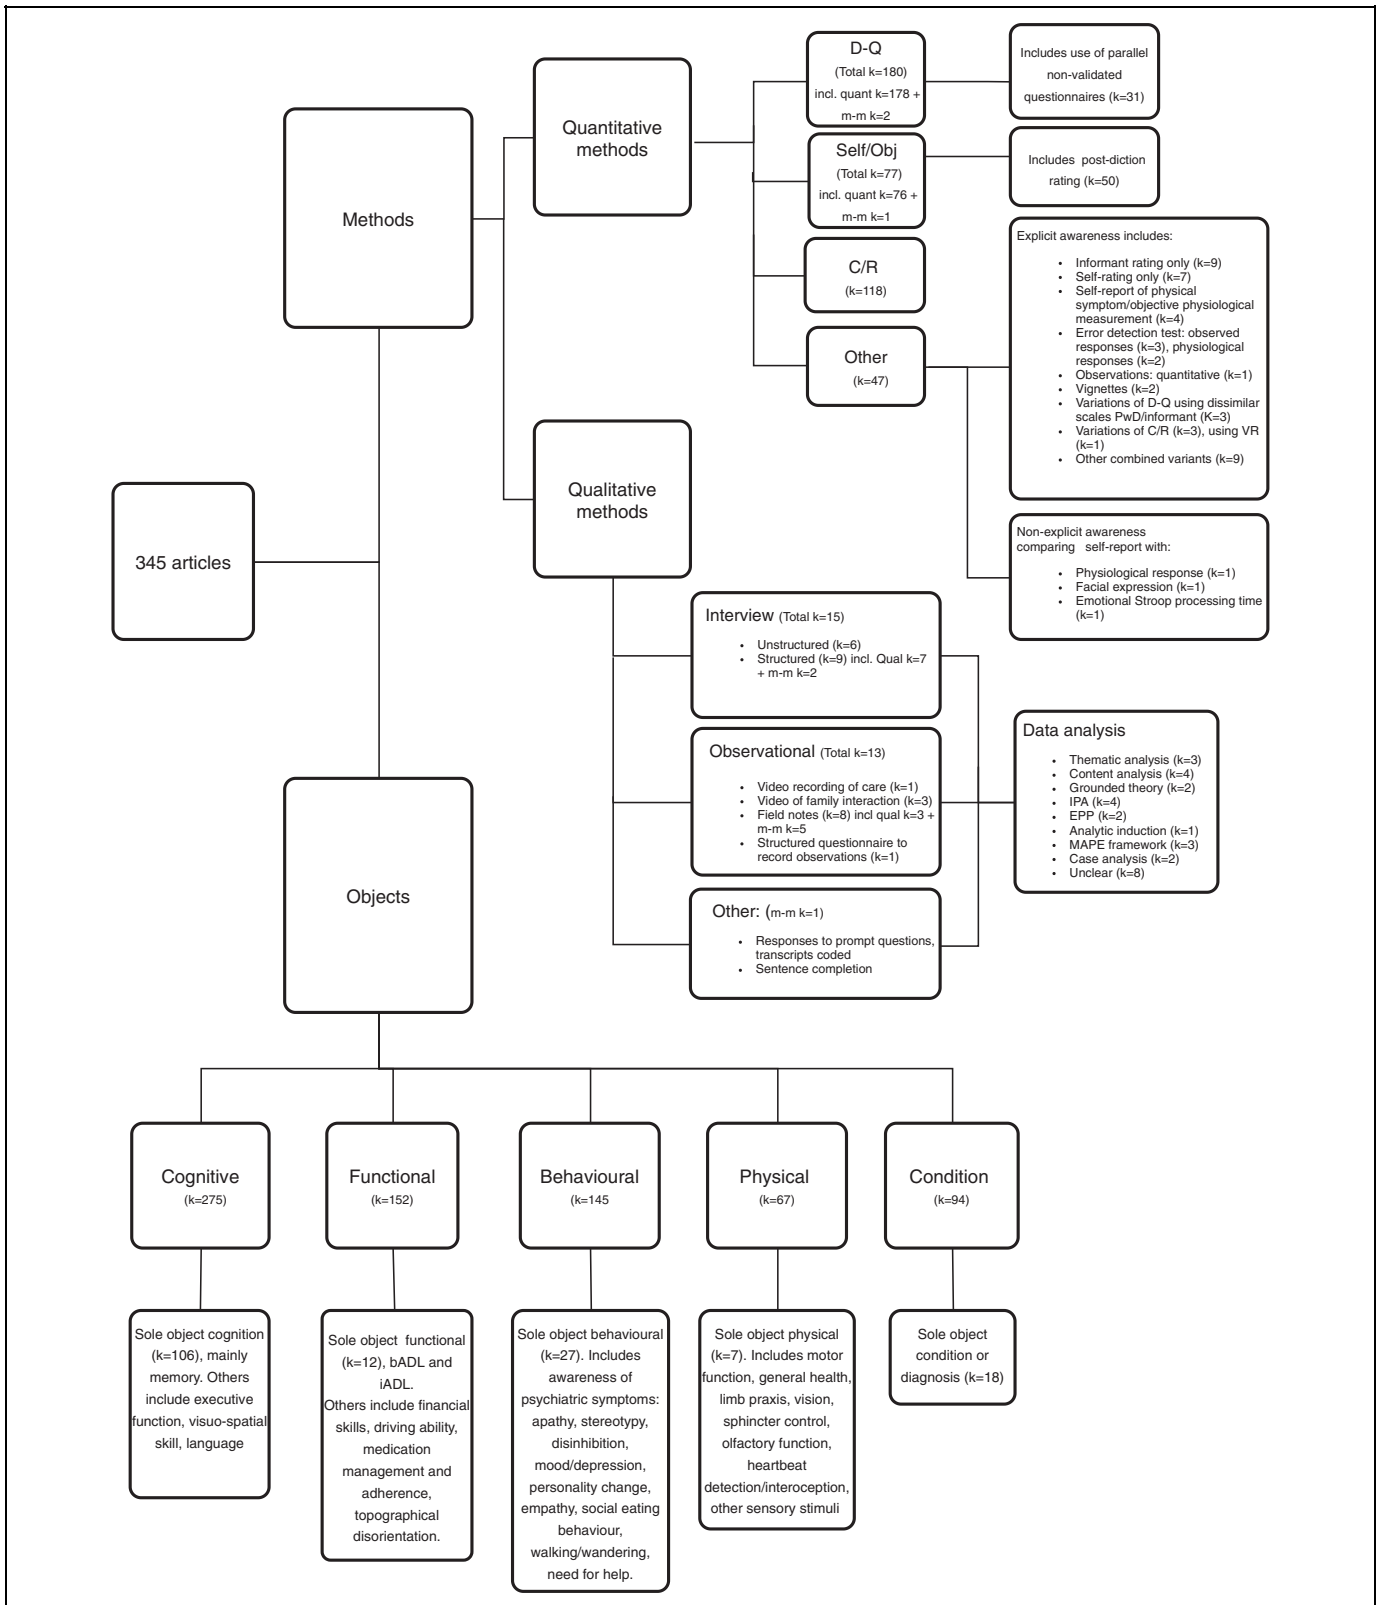 345 articles
Methods
Quantitative
methods
D-Q
(Total k=180)
incl. quant k=178 +
m-m k=2
Includes use of parallel
non-validated
questionnaires (k=31)
Self/Obj
(Total k=77)
incl. quant k=76 +
m-m k=1
Includes post-diction
rating (k=50)
C/R
(k=118)
Other
(k=47)
Explicit awareness includes:
• Informant rating only (k=9)
• Self-rating only (k=7)
• Self-report of physical
symptom/objective physiological
measurement (k=4)
• Error detection test: observed
responses (k=3), physiological
responses (k=2)
• Observations: quantitative (k=1)
• Vignettes (k=2)
• Variations of D-Q using dissimilar
scales PwD/informant (K=3)
• Variations of C/R (k=3), using VR
(k=1)
• Other combined variants (k=9)
Non-explicit awareness
comparing self-report with:
• Physiological response (k=1)
• Facial expression (k=1)
• Emotional Stroop processing time
(k=1)
Qualitative
methods
Interview (Total k=15)
• Unstructured (k=6)
• Structured (k=9) incl. Qual k=7
+ m-m k=2
Observational (Total k=13)
• Video recording of care (k=1)
• Video of family interaction (k=3)
• Field notes (k=8) incl qual k=3 +
m-m k=5
• Structured questionnaire to
record observations (k=1)
Other: (m-m k=1)
• Responses to prompt questions,
transcripts coded
• Sentence completion
Data analysis
• Thematic analysis (k=3)
• Content analysis (k=4)
• Grounded theory (k=2)
• IPA (k=4)
• EPP (k=2)
• Analytic induction (k=1)
• MAPE framework (k=3)
• Case analysis (k=2)
• Unclear (k=8)
Objects
Cognitive
(k=275)
Sole object cognition
(k=106), mainly
memory. Others
include executive
function, visuo-spatial
skill, language
Functional
(k=152)
Sole object functional
(k=12), bADL and
iADL.
Others include financial
skills, driving ability,
medication
management and
adherence,
topographical
disorientation.
Behavioural
(k=145
Sole object behavioural
(k=27). Includes
awareness of
psychiatric symptoms:
apathy, stereotypy,
disinhibition,
mood/depression,
personality change,
empathy, social eating
behaviour,
walking/wandering,
need for help.
Physical
(k=67)
Sole object physical
(k=7). Includes motor
function, general health,
limb praxis, vision,
sphincter control,
olfactory function,
heartbeat
detection/interoception,
other sensory stimuli
Condition
(k=94)
Sole object
condition or
diagnosis (k=18)